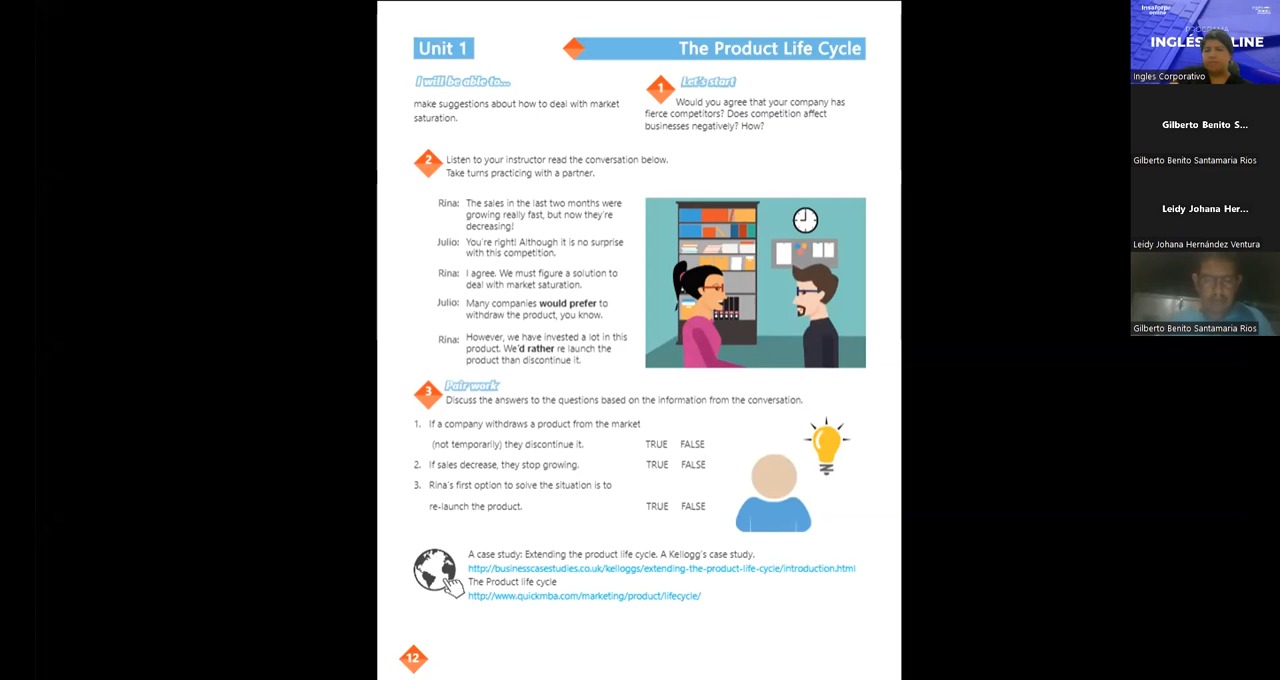 Unit 1
The Product Life Cycle
I will be able to...
make suggestions about how to deal with market
saturation.
1
Let's start
Would you agree that your company has
fierce competitors? Does competition affect
businesses negatively? How?
2
Listen to your instructor read the conversation below.
Take turns practicing with a partner.
Rina: The sales in the last two months were
growing really fast, but now they're
decreasing!
Julio: You're right! Although it is no surprise
with this competition.
Rina: I agree. We must figure a solution to
deal with market saturation.
Julio: Many companies would prefer to
withdraw the product, you know.
Rina: However, we have invested a lot in this
product. We'd rather re launch the
product than discontinue it.
3
Pair work
Discuss the answers to the questions based on the information from the conversation.
1. If a company withdraws a product from the market
(not temporarily) they discontinue it. TRUE FALSE
2. If sales decrease, they stop growing. TRUE FALSE
3. Rina's first option to solve the situation is to
re-launch the product. TRUE FALSE
A case study: Extending the product life cycle. A Kellogg's case study.
http://businesscasestudies.co.uk/kelloggs/extending-the-product-life-cycle/introduction.html
The Product life cycle
http://www.quickmba.com/marketing/product/lifecycle/
12
Insaforp
online
PROGRAMA
INGLÉS ONLINE
Ingles Corporativo
Gilberto Benito S...
Gilberto Benito Santamaria Rios
Leidy Johana Her...
Leidy Johana Hernández Ventura
Gilberto Benito Santamaria Rios